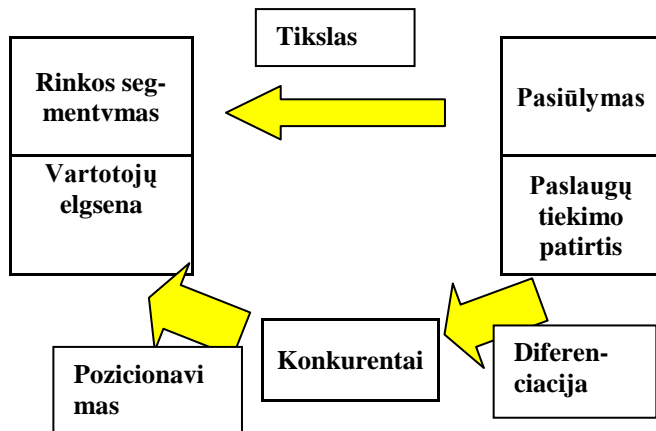 Tikslas
Rinkos seg-
mentvmas
Pasiūlymas
Vartotojų
elgsena
Paslaugų
tiekimo
patirtis
Konkurentai
Diferen-
ciacija
Pozicionavi
mas